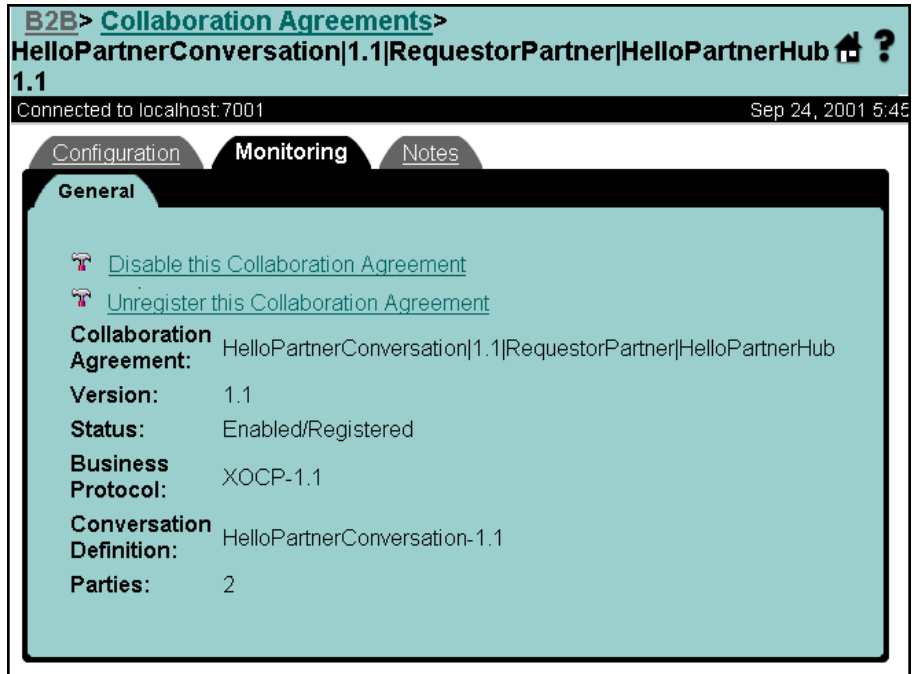 B2B> Collaboration Agreements>
HelloPartnerConversation|1.1|RequestorPartner|HelloPartnerHub ?
1.1
Connected to localhost:7001 Sep 24, 2001 5:45
Configuration Monitoring Notes
General
Disable this Collaboration Agreement
Unregister this Collaboration Agreement
Collaboration
Agreement: HelloPartnerConversation|1.1|RequestorPartner|HelloPartnerHub
Version: 1.1
Status: Enabled/Registered
Business
Protocol: XOCP-1.1
Conversation
Definition: HelloPartnerConversation-1.1
Parties: 2